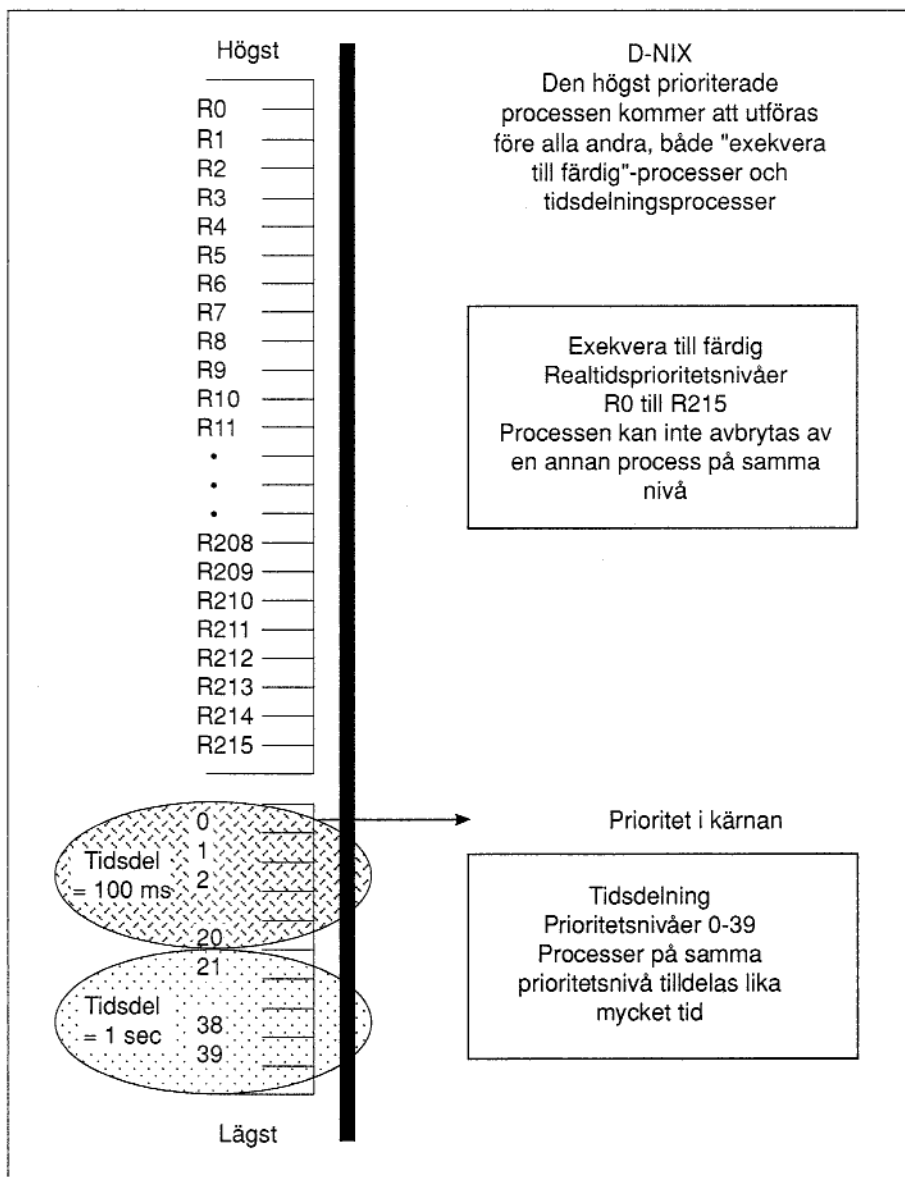 Högst
R0
R1
R2
R3
R4
R5
R6
R7
R8
R9
R10
R11
R208
R209
R210
R211
R212
R213
R214
R215
0
1
2
Tidsdel
= 100 ms
20
21
Tidsdel
= 1 sec
38
39
Lägst
D-NIX
Den högst prioriterade
processen kommer att utföras
före alla andra, både "exekvera
till färdig"-processer och
tidsdelningsprocesser
Exekvera till färdig
Realtidsprioritetsnivåer
R0 till R215
Processen kan inte avbrytas av
en annan process på samma
nivå
Prioritet i kärnan
Tidsdelning
Prioritetsnivåer 0-39
Processer på samma
prioritetsnivå tilldelas lika
mycket tid